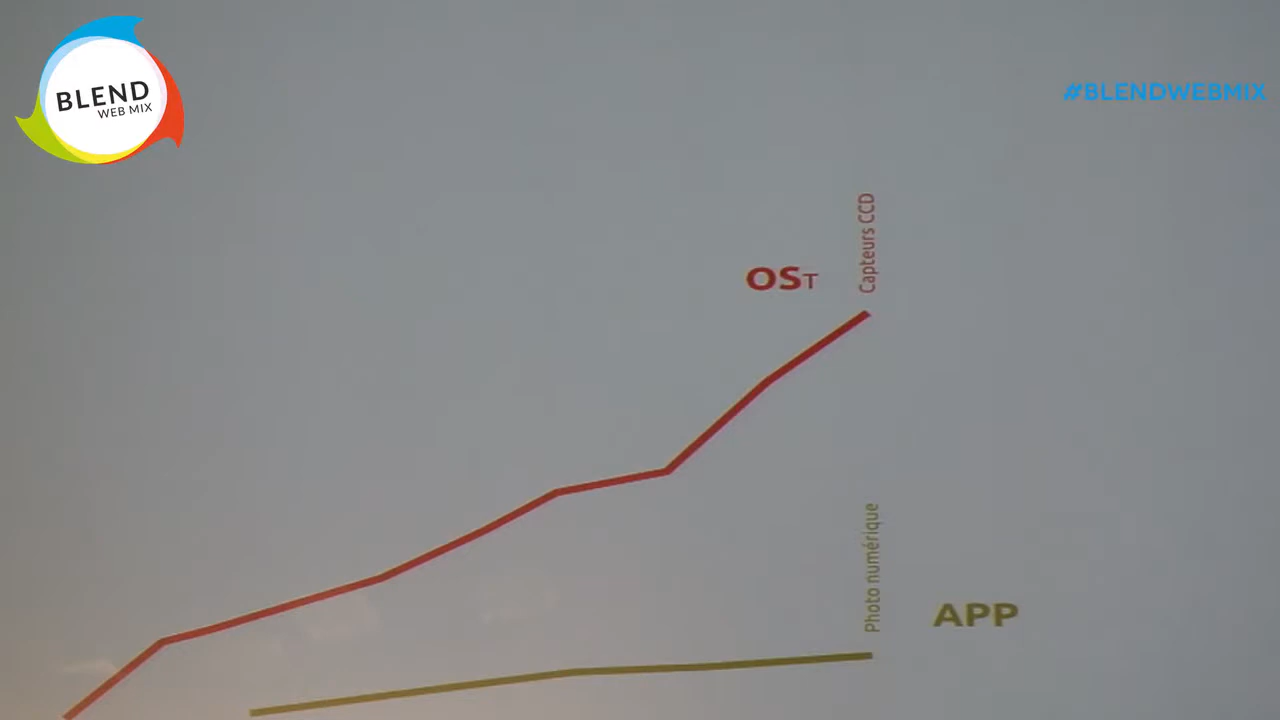 BLEND
WEB MIX
#BLENDWEBMIX
Capteurs CCD
OST
Photo numérique
APP